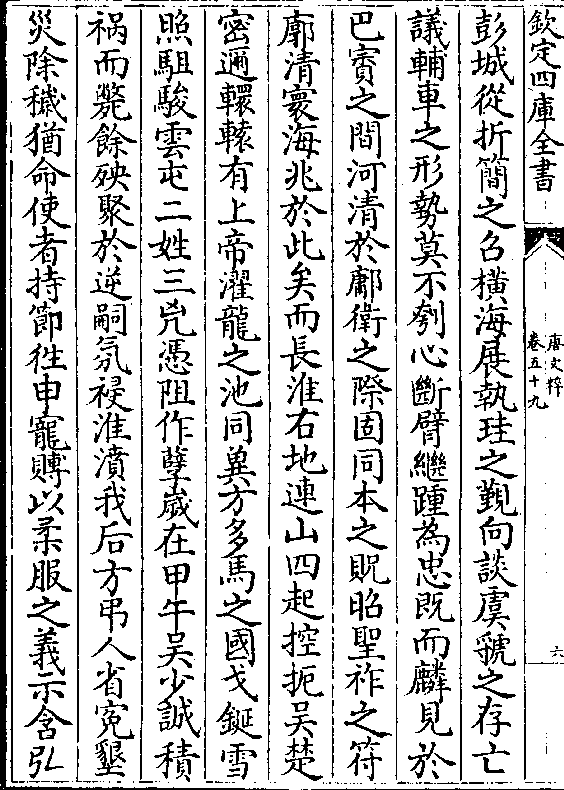 欽定四庫全書
唐文粹
卷五十九
六
彭城從折簡之召橫海展執珪之覲向談虞虢之存亡
議輔車之形勢莫不刳心斷臂繼踵為忠既而麟見於
巴賨之間河清於鄘衛之際固同本之貺昭聖祚之符
廓清寰海兆於此矣而長淮右地連山四起控扼吳楚
密邇轘轅有上帝濯龍之池同兾方多馬之國戈鋋雪
照駔駿雲屯二姓三兇憑阻作孽嵗在甲午吳少誠積
禍而斃餘殃聚於逆嗣氛祲淮濆我后方弔人省寃墾
災除穢猶命使者持節徃申寵賻以柔服之義示含弘